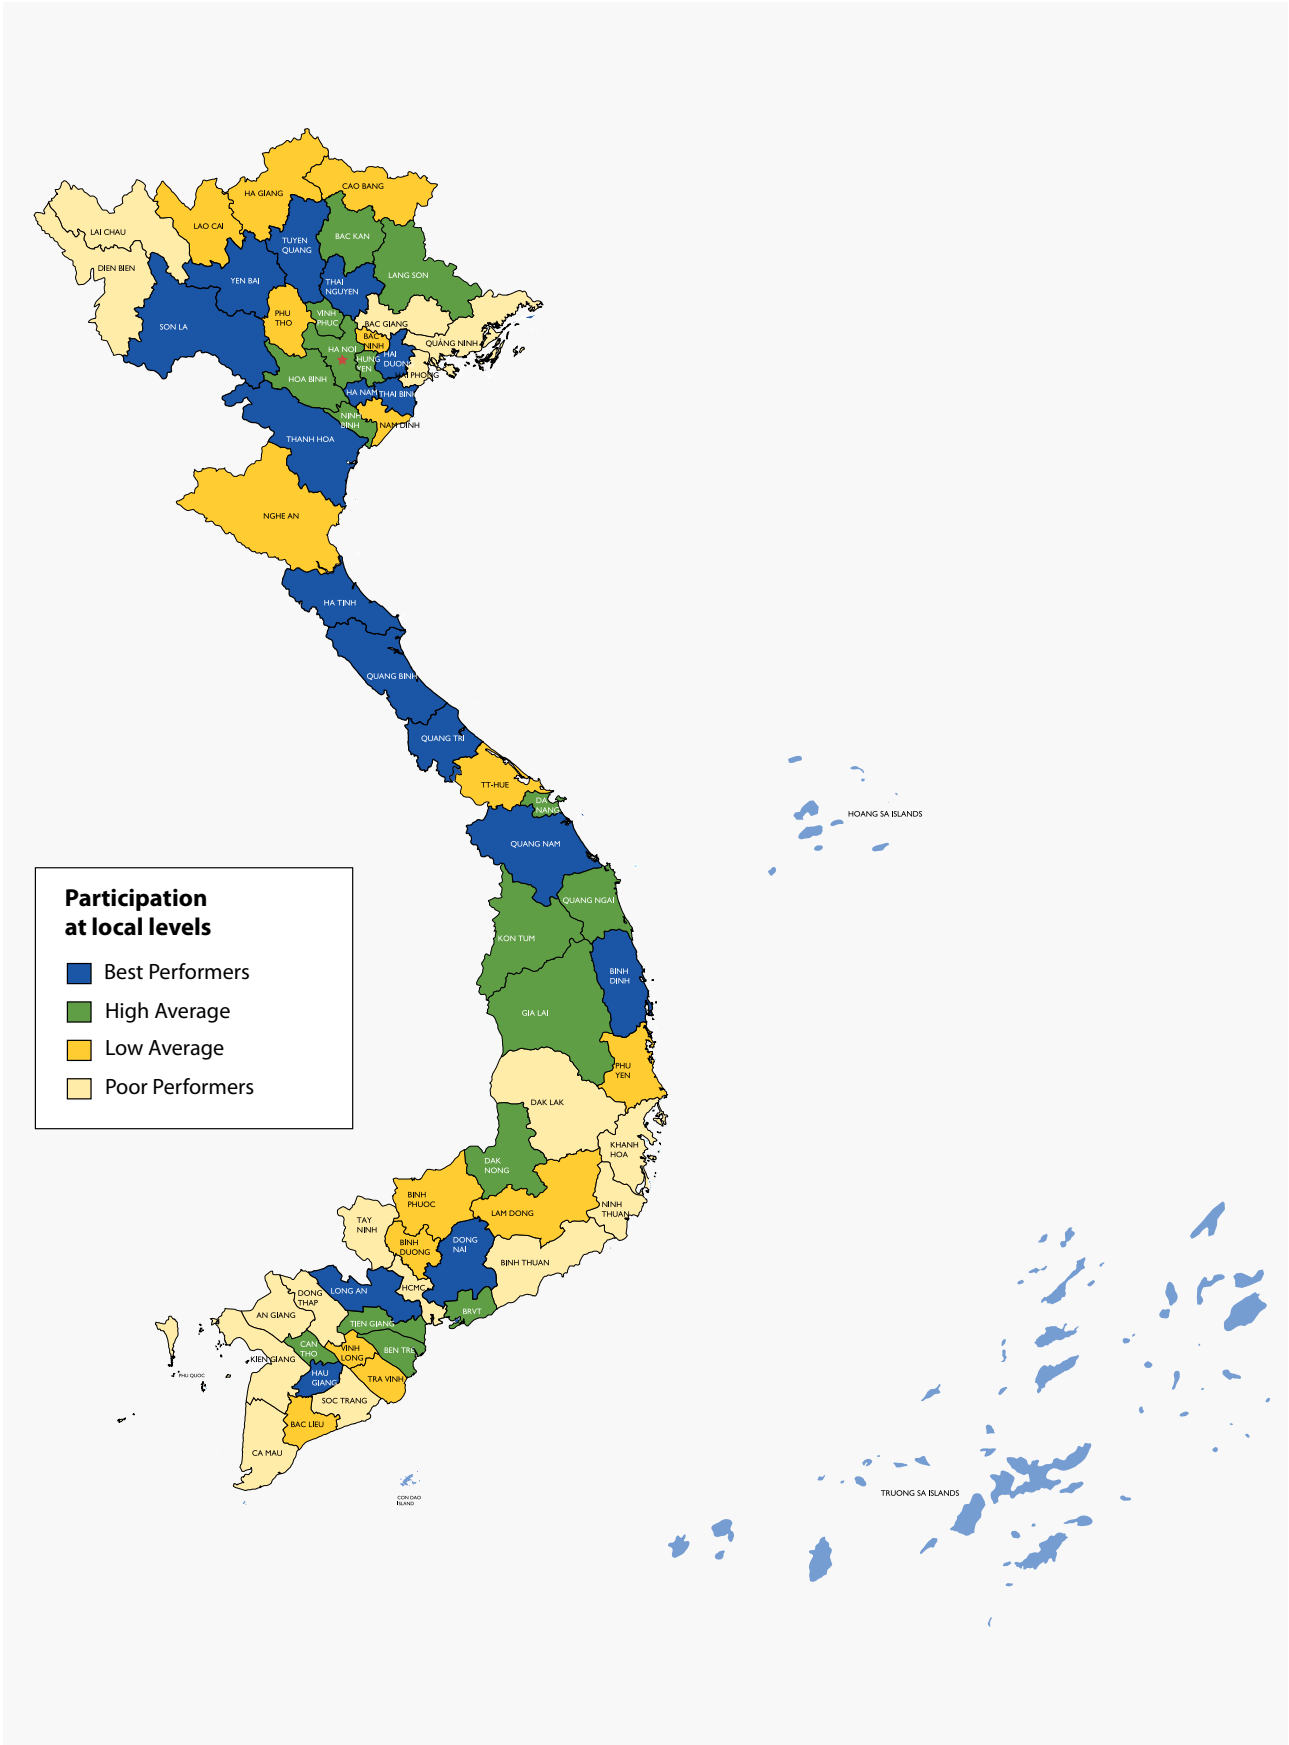 HA GIANG
CAO BANG
LAO CAI
LAI CHAU
TUYEN
QUANG
BAC KAN
DIEN BIEN
LANG SON
YEN BAI
THAI
NGUYEN
SON LA
PHU
THO
VINH
PHUC
BAC GIANG
BAC
NINH
QUANG NINH
HA NOI
HUNG
YEN
HAI
DUONG
HAI PHONG
HOA BINH
HA NAM
THAI BINH
NINH
BINH
NAM DINH
THANH HOA
NGHE AN
HA TINH
QUANG BINH
QUANG TRI
TT-HUE
DA
NANG
HOANG SA ISLANDS
QUANG NAM
QUANG NGAI
KON TUM
BINH
DINH
GIA LAI
PHU
YEN
DAK LAK
KHANH
HOA
DAK
NONG
BINH
PHUOC
LAM DONG
NINH
THUAN
TAY
NINH
BINH
DUONG
DONG
NAI
BINH THUAN
HCMC
LONG AN
DONG
THAP
BRVT
AN GIANG
TIEN GIANG
CAN
THO
VINH
LONG
BEN TRE
KIEN GIANG
PHU QUOC
HAU
GIANG
TRA VINH
SOC TRANG
BAC LIEU
CA MAU
CON DAO
ISLAND
TRUONG SA ISLANDS
Participation
at local levels
Best Performers
High Average
Low Average
Poor Performers